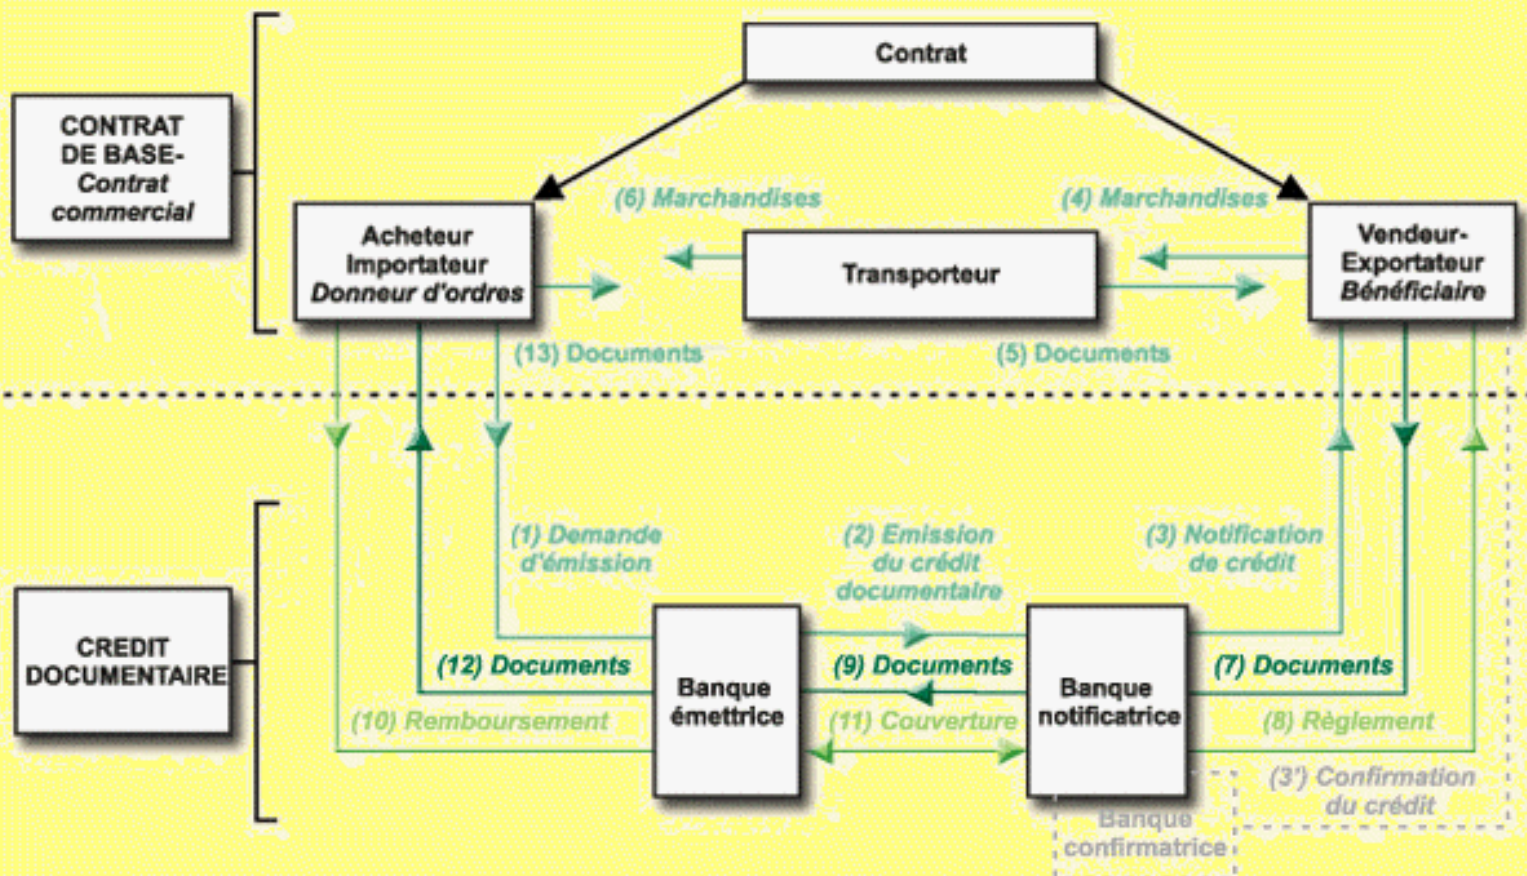 Contrat
CONTRAT
DE BASE-
Contrat
commercial
(6) Marchandises
(4) Marchandises
Acheteur
Importateur
Donneur d'ordres
Transporteur
Vendeur-
Exportateur
Bénéficiaire
(13) Documents
(5) Documents
(1) Demande
d'émission
(2) Emission
du crédit
documentaire
(3) Notification
de crédit
CREDIT
DOCUMENTAIRE
(12) Documents
(9) Documents
(7) Documents
Banque
émettrice
Banque
notificatrice
(10) Remboursement
(11) Couverture
(8) Règlement
(3') Confirmation
du crédit
Banque
confirmatrice